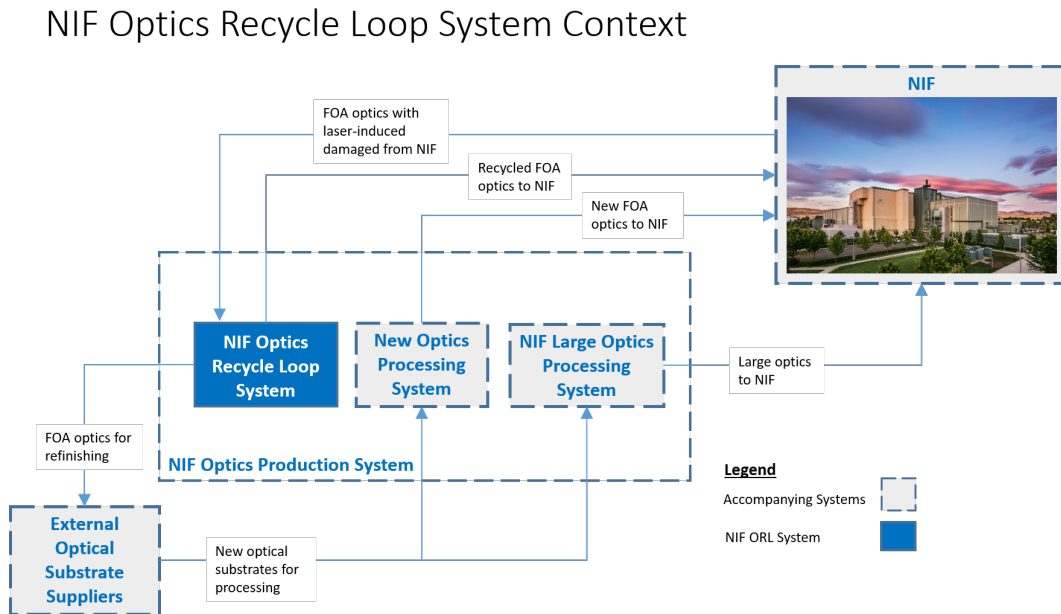 NIF Optics Recycle Loop System Context
NIF
FOA optics with
laser-induced
damaged from NIF
Recycled FOA
optics to NIF
New FOA
optics to NIF
NIF Optics
Recycle Loop
System
New Optics
Processing
System
NIF Large Optics
Processing
System
Large optics
to NIF
FOA optics for
refinishing
NIF Optics Production System
Legend
Accompanying Systems
NIF ORL System
External
Optical
Substrate
Suppliers
New optical
substrates for
processing